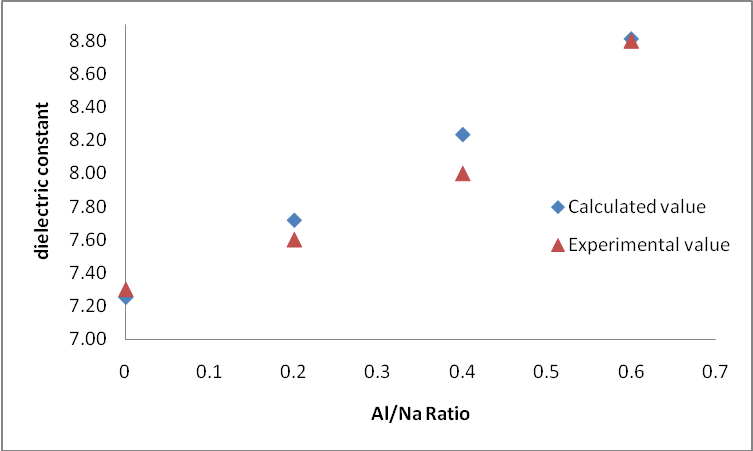 8.80
8.60
8.40
8.20
8.00
7.80
7.60
7.40
7.20
7.00
dielectric constant
Calculated value
Experimental value
0 0.1 0.2 0.3 0.4 0.5 0.6 0.7
Al/Na Ratio